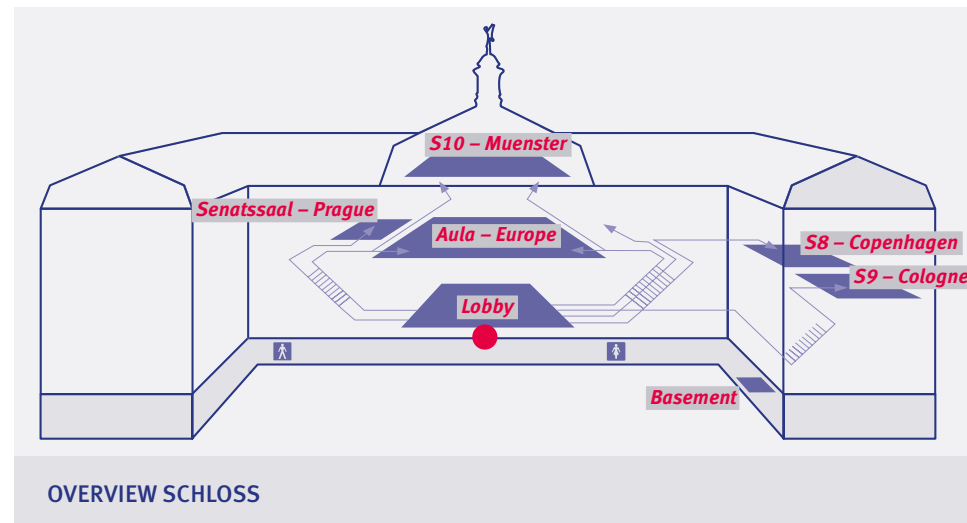 S10 – Muenster
Senatssaal – Prague
Aula – Europe
S8 – Copenhagen
S9 – Cologne
Lobby
Basement
OVERVIEW SCHLOSS